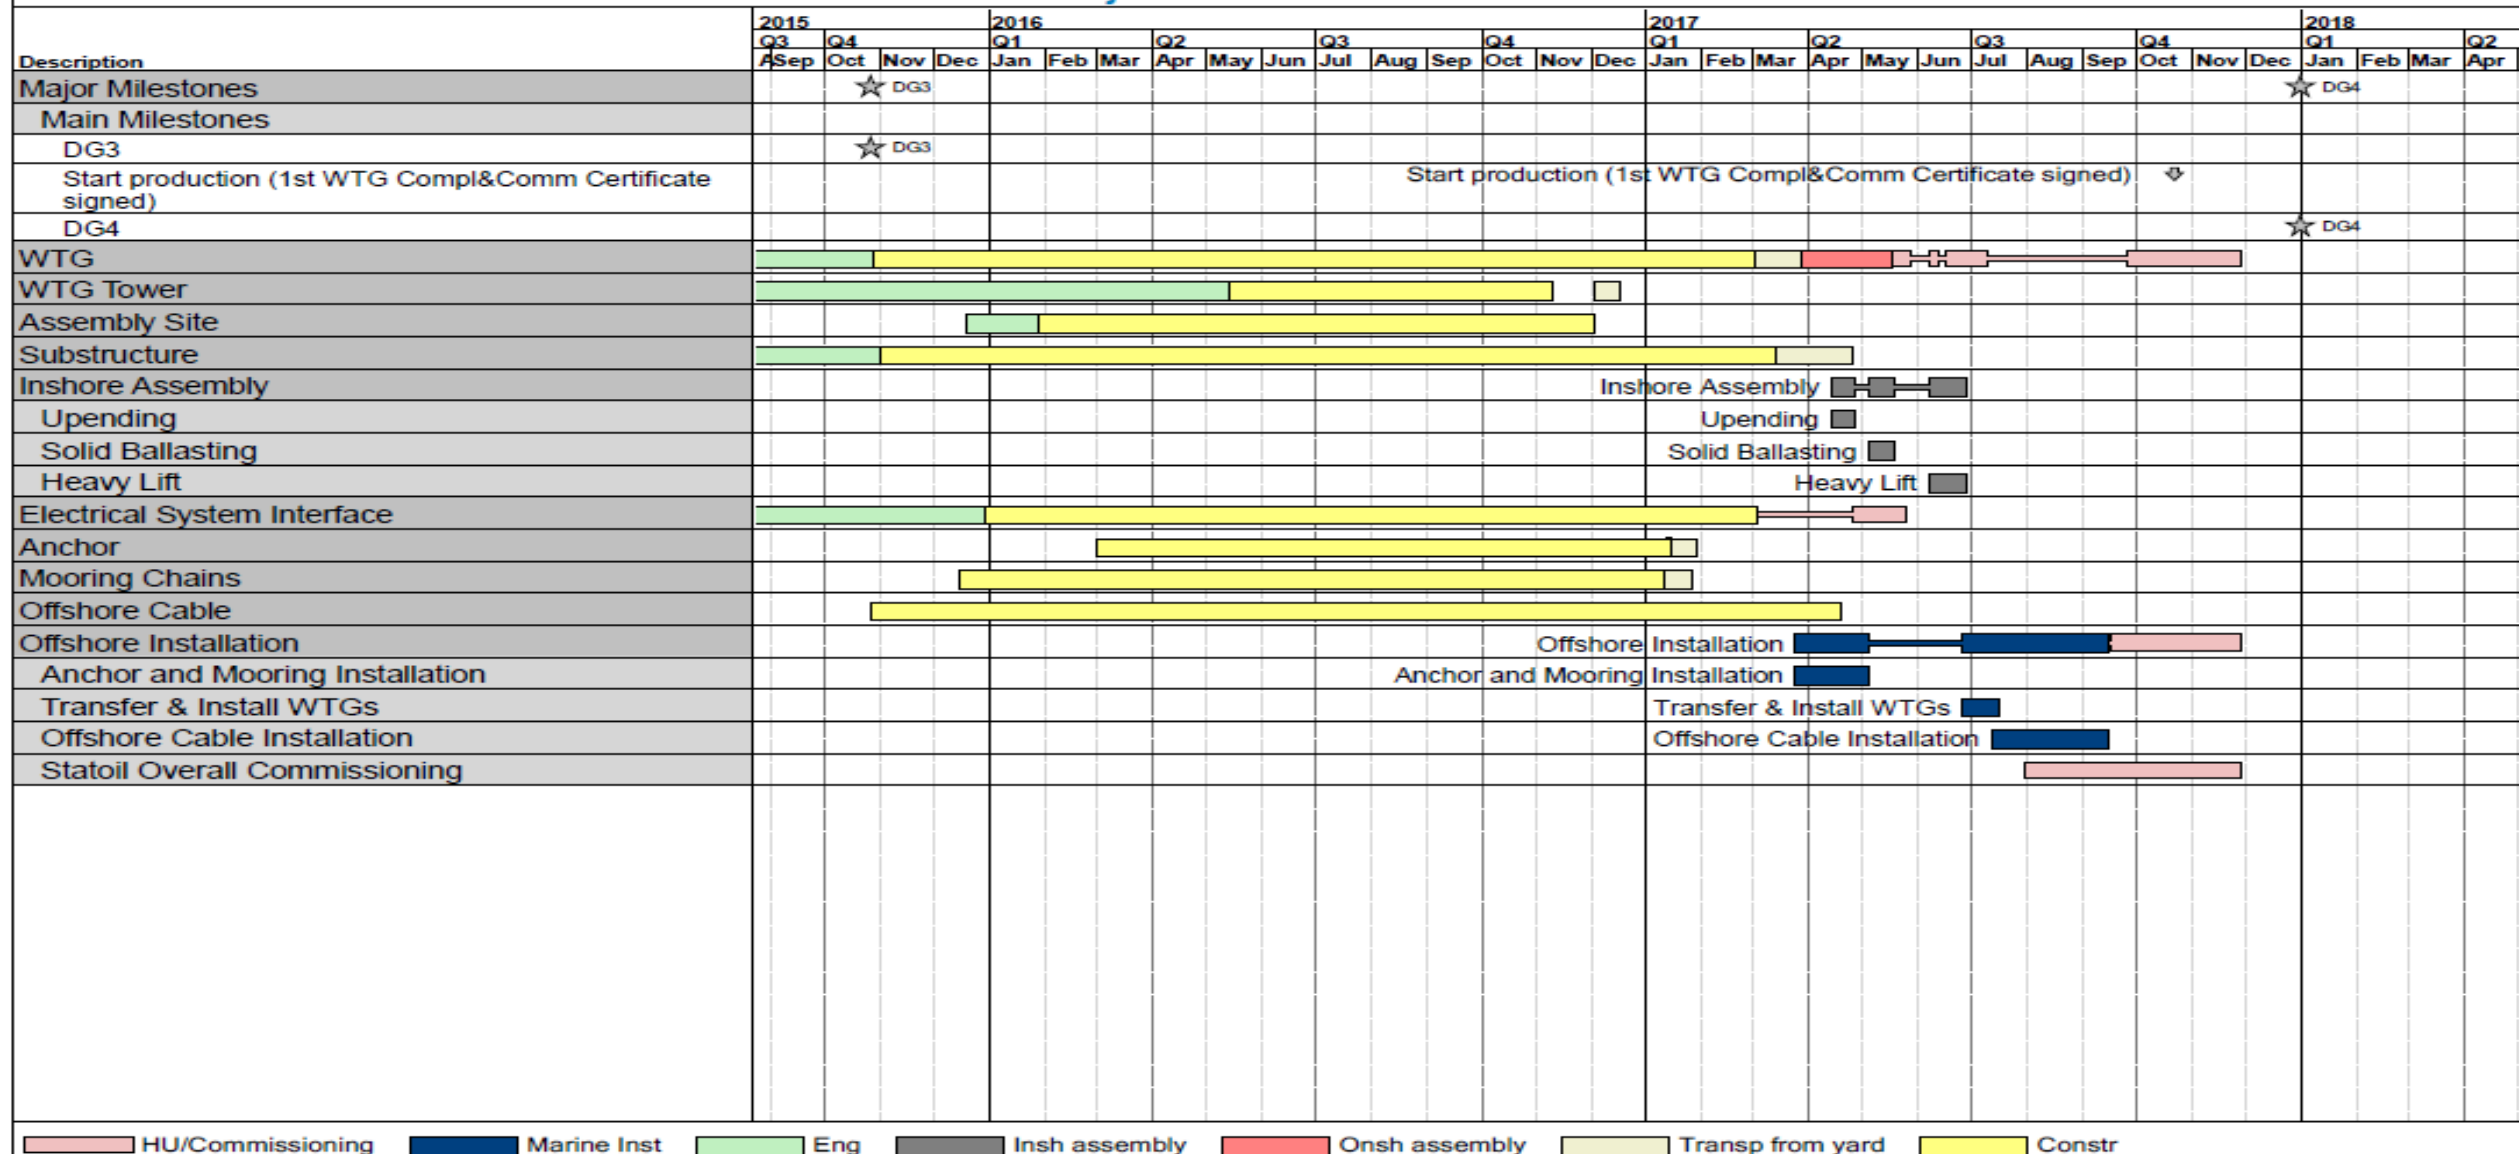 2015 2016 2017 2018
Q3 Q4 Q1 Q2 Q3 Q4 Q1 Q2 Q3 Q4 Q1 Q2
Description A Sep Oct Nov Dec Jan Feb Mar Apr May Jun Jul Aug Sep Oct Nov Dec Jan Feb Mar Apr May Jun Jul Aug Sep Oct Nov Dec Jan Feb Mar Apr
Major Milestones DG3 DG4
Main Milestones
DG3 DG3
Start production (1st WTG Compl&Comm Certificate signed) Start production (1st WTG Compl&Comm Certificate
signed)
DG4 DG4
WTG
WTG Tower
Assembly Site
Substructure
Inshore Assembly Inshore Assembly
Upending Upending
Solid Ballasting Solid Ballasting
Heavy Lift Heavy Lift
Electrical System Interface
Anchor
Mooring Chains
Offshore Cable
Offshore Installation Offshore Installation
Anchor and Mooring Installation Anchor and Mooring Installation
Transfer & Install WTGs Transfer & Install WTGs
Offshore Cable Installation Offshore Cable Installation
Statoil Overall Commissioning
HU/Commissioning Marine Inst Eng Insh assembly Onsh assembly Transp from yard Constr